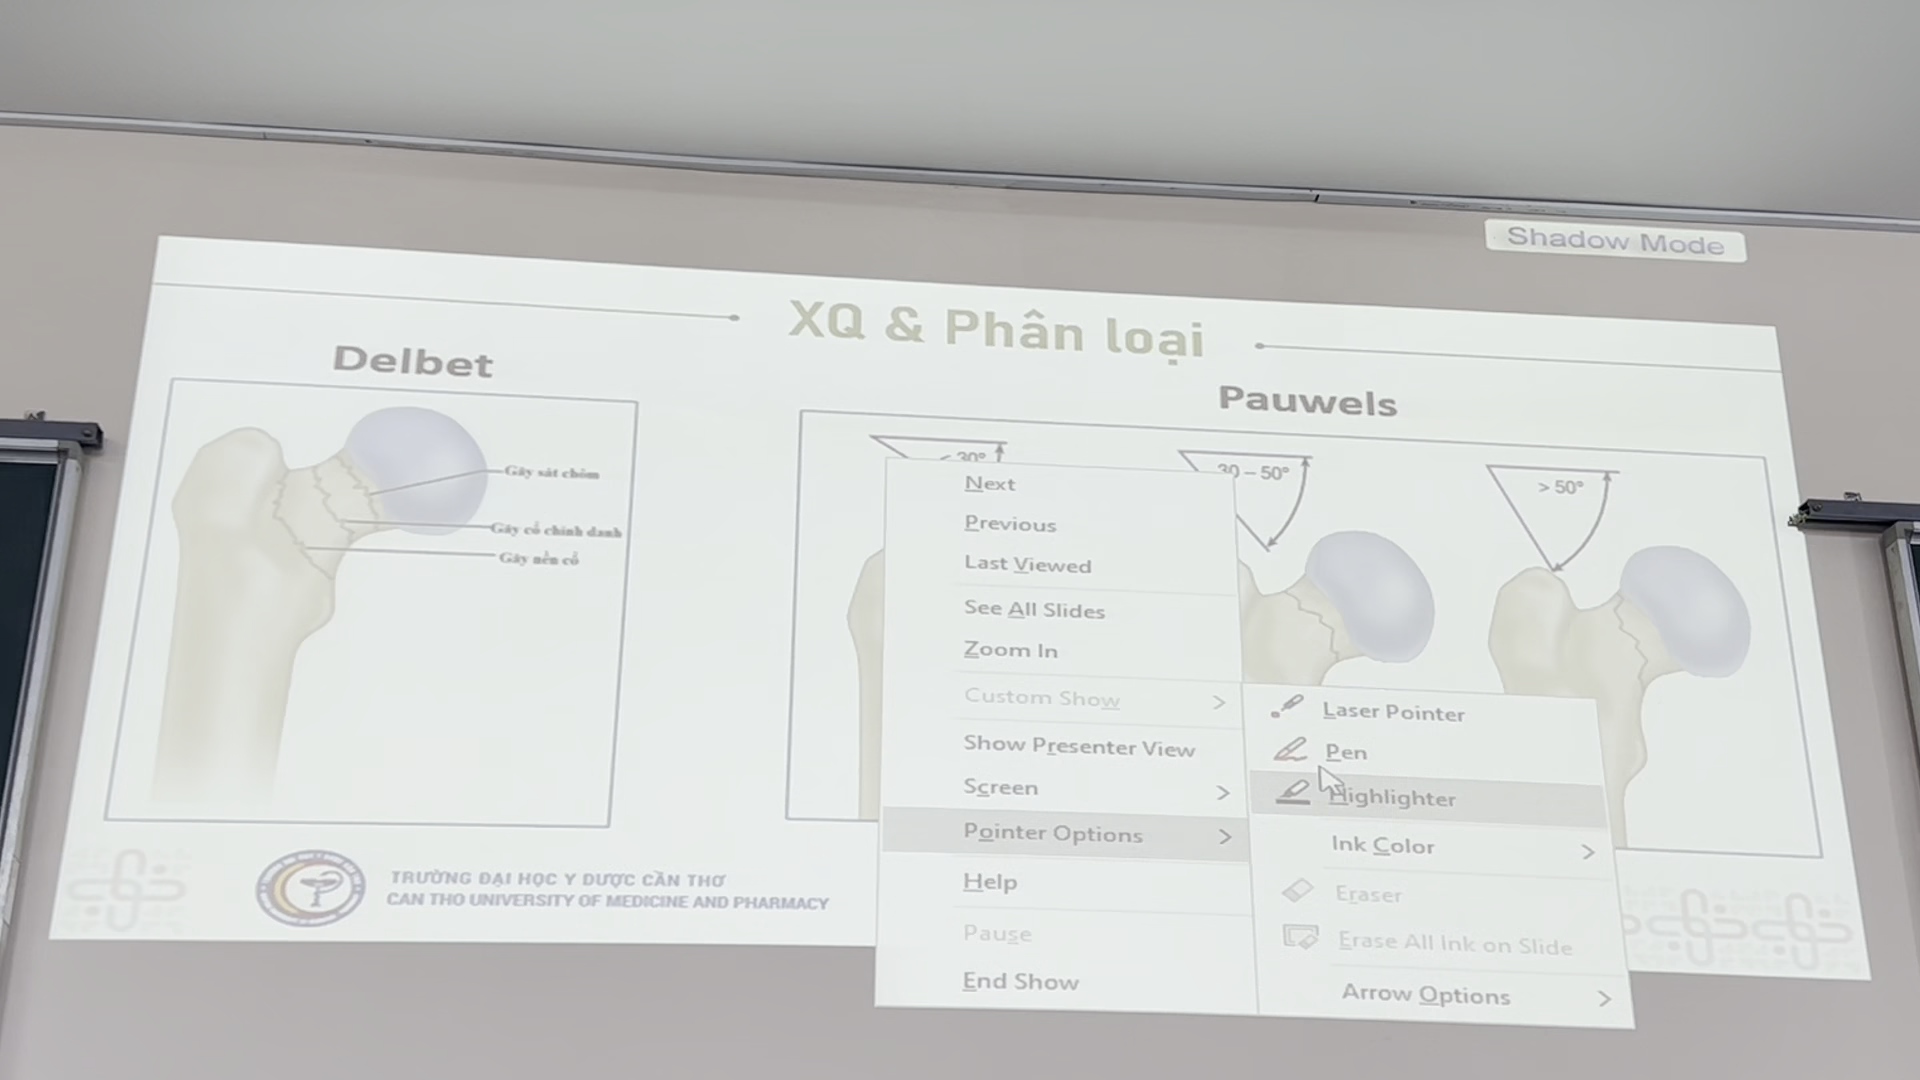 Shadow Mode
XQ & Phân loại
Delbet
Gãy sát chỏm
Gãy cổ chính danh
Gãy nền cổ
Pauwels
< 30°
30 – 50°
> 50°
Next
Previous
Last Viewed
See All Slides
Zoom In
Custom Show
Show Presenter View
Screen
Pointer Options
Help
Pause
End Show
Laser Pointer
Pen
Highlighter
Ink Color
Eraser
Erase All Ink on Slide
Arrow Options
TRƯỜNG ĐẠI HỌC Y DƯỢC CẦN THƠ
CAN THO UNIVERSITY OF MEDICINE AND PHARMACY